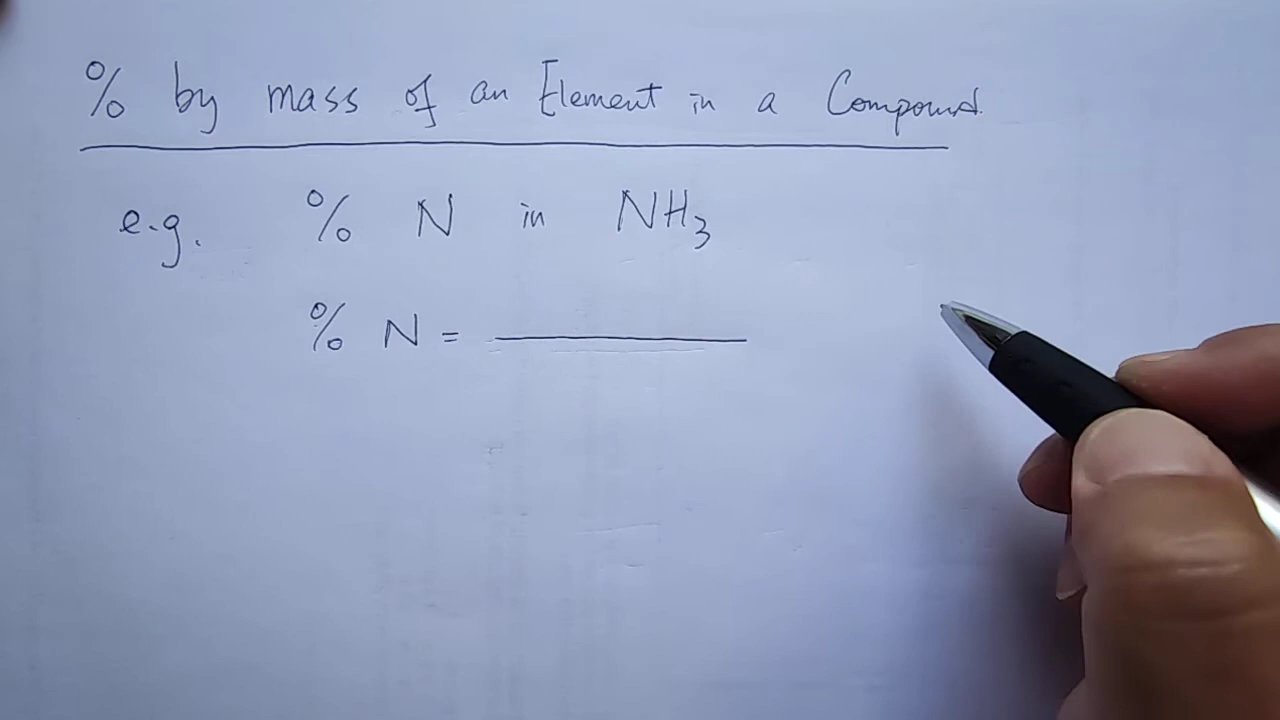 % by mass of an Element in a Compound.
e.g. % N in NH₃
% N =